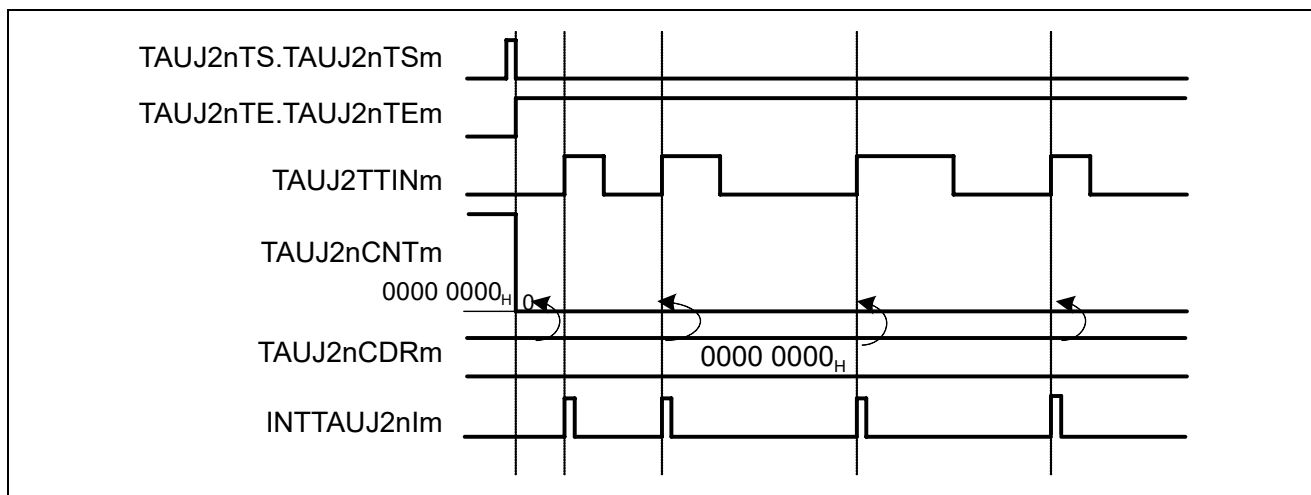 TAUJ2nTS.TAUJ2nTSm
TAUJ2nTE.TAUJ2nTEm
TAUJ2TTINm
TAUJ2nCNTm
0000 0000H 0
TAUJ2nCDRm
0000 0000H
INTTAUJ2nIm